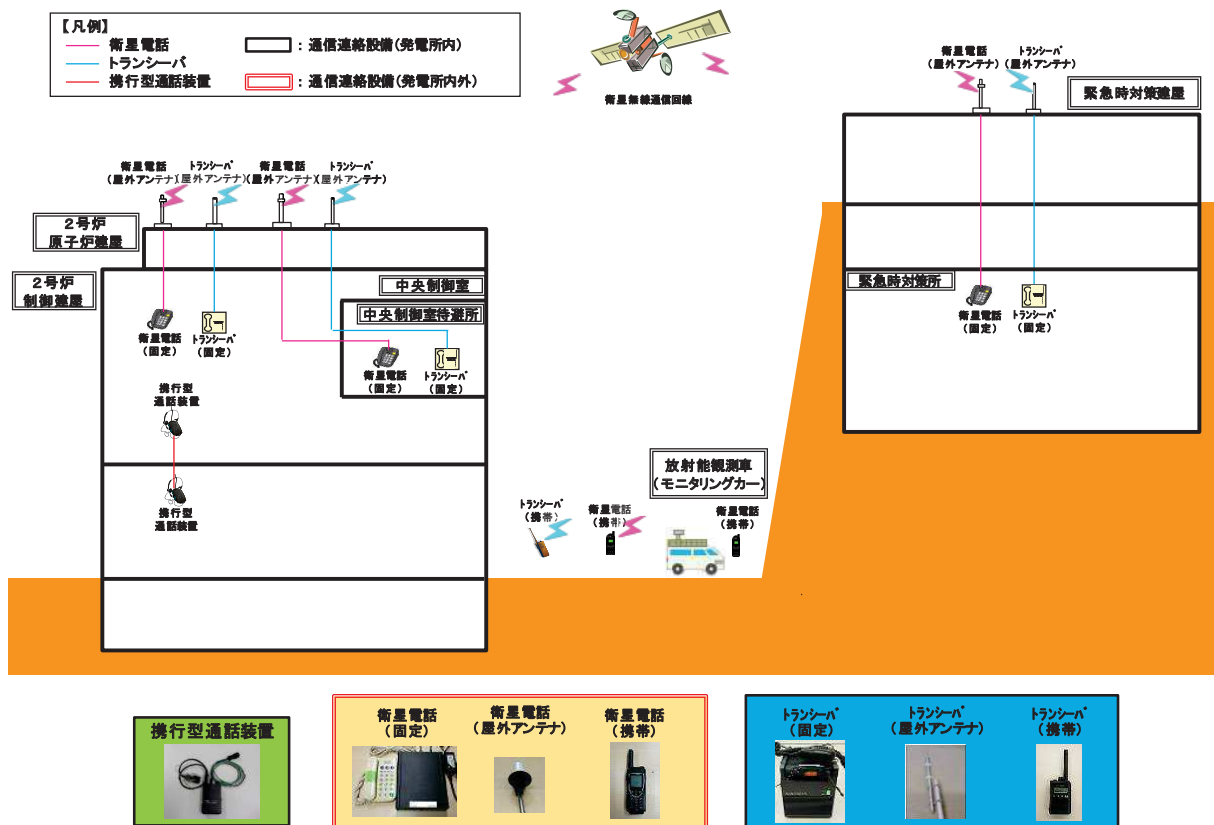 【凡例】
衛星電話
トランシーバ
携行型通話装置
：通信連絡設備(発電所内)
：通信連絡設備(発電所内外)
衛星無線通信回線
衛星電話
(屋外アンテナ)
トランシーバ
(屋外アンテナ)
緊急時対策建屋
衛星電話
(屋外アンテナ)
トランシーバ
(屋外アンテナ)
衛星電話
(屋外アンテナ)
トランシーバ
(屋外アンテナ)
2号炉
原子炉建屋
2号炉
制御建屋
中央制御室
中央制御室待避所
衛星電話
(固定)
トランシーバ
(固定)
衛星電話
(固定)
トランシーバ
(固定)
携行型
通話装置
携行型
通話装置
緊急時対策所
衛星電話
(固定)
トランシーバ
(固定)
放射能観測車
(モニタリングカー)
トランシーバ
(携帯)
衛星電話
(携帯)
衛星電話
(携帯)
携行型通話装置
衛星電話
(固定)
衛星電話
(屋外アンテナ)
衛星電話
(携帯)
トランシーバ
(固定)
トランシーバ
(屋外アンテナ)
トランシーバ
(携帯)